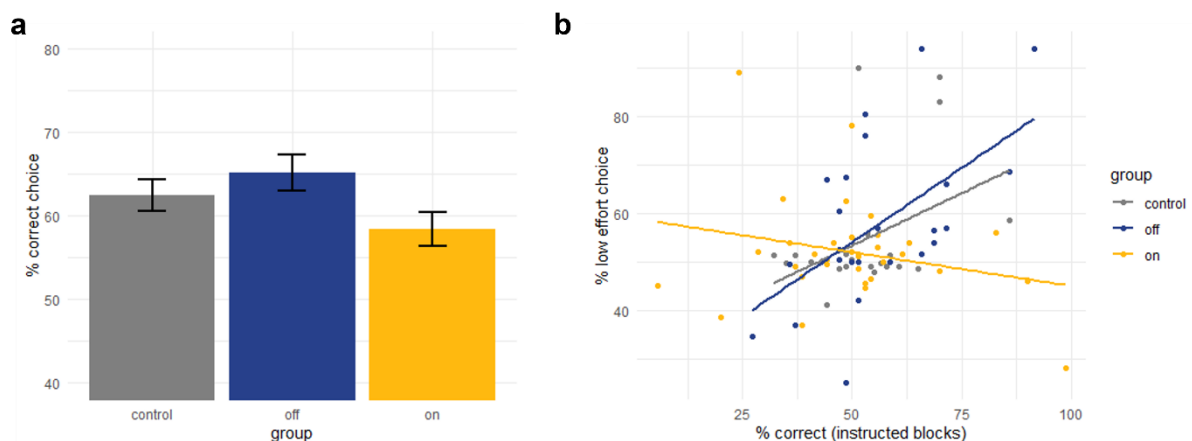 a
80
70
60
50
40
% correct choice
control off on
group
b
80
60
40
% low effort choice
25 50 75 100
% correct (instructed blocks)
group
control
off
on